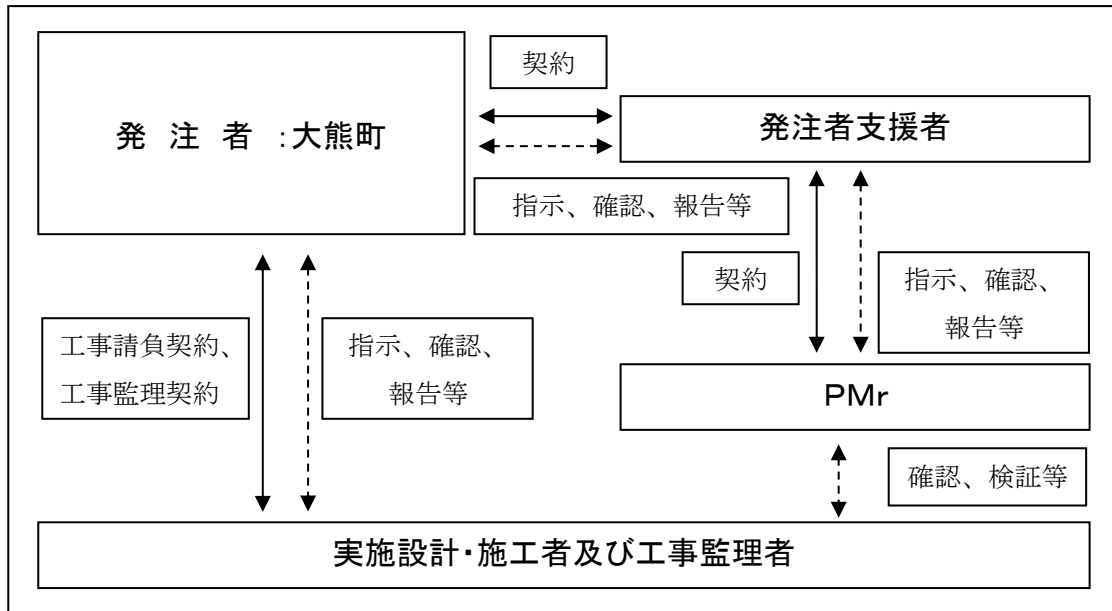 契約
発　注　者　：大熊町
発注者支援者
指示、確認、報告等
契約
指示、確認、
報告等
工事請負契約、
工事監理契約
指示、確認、
報告等
ＰＭｒ
確認、検証等
実施設計・施工者及び工事監理者